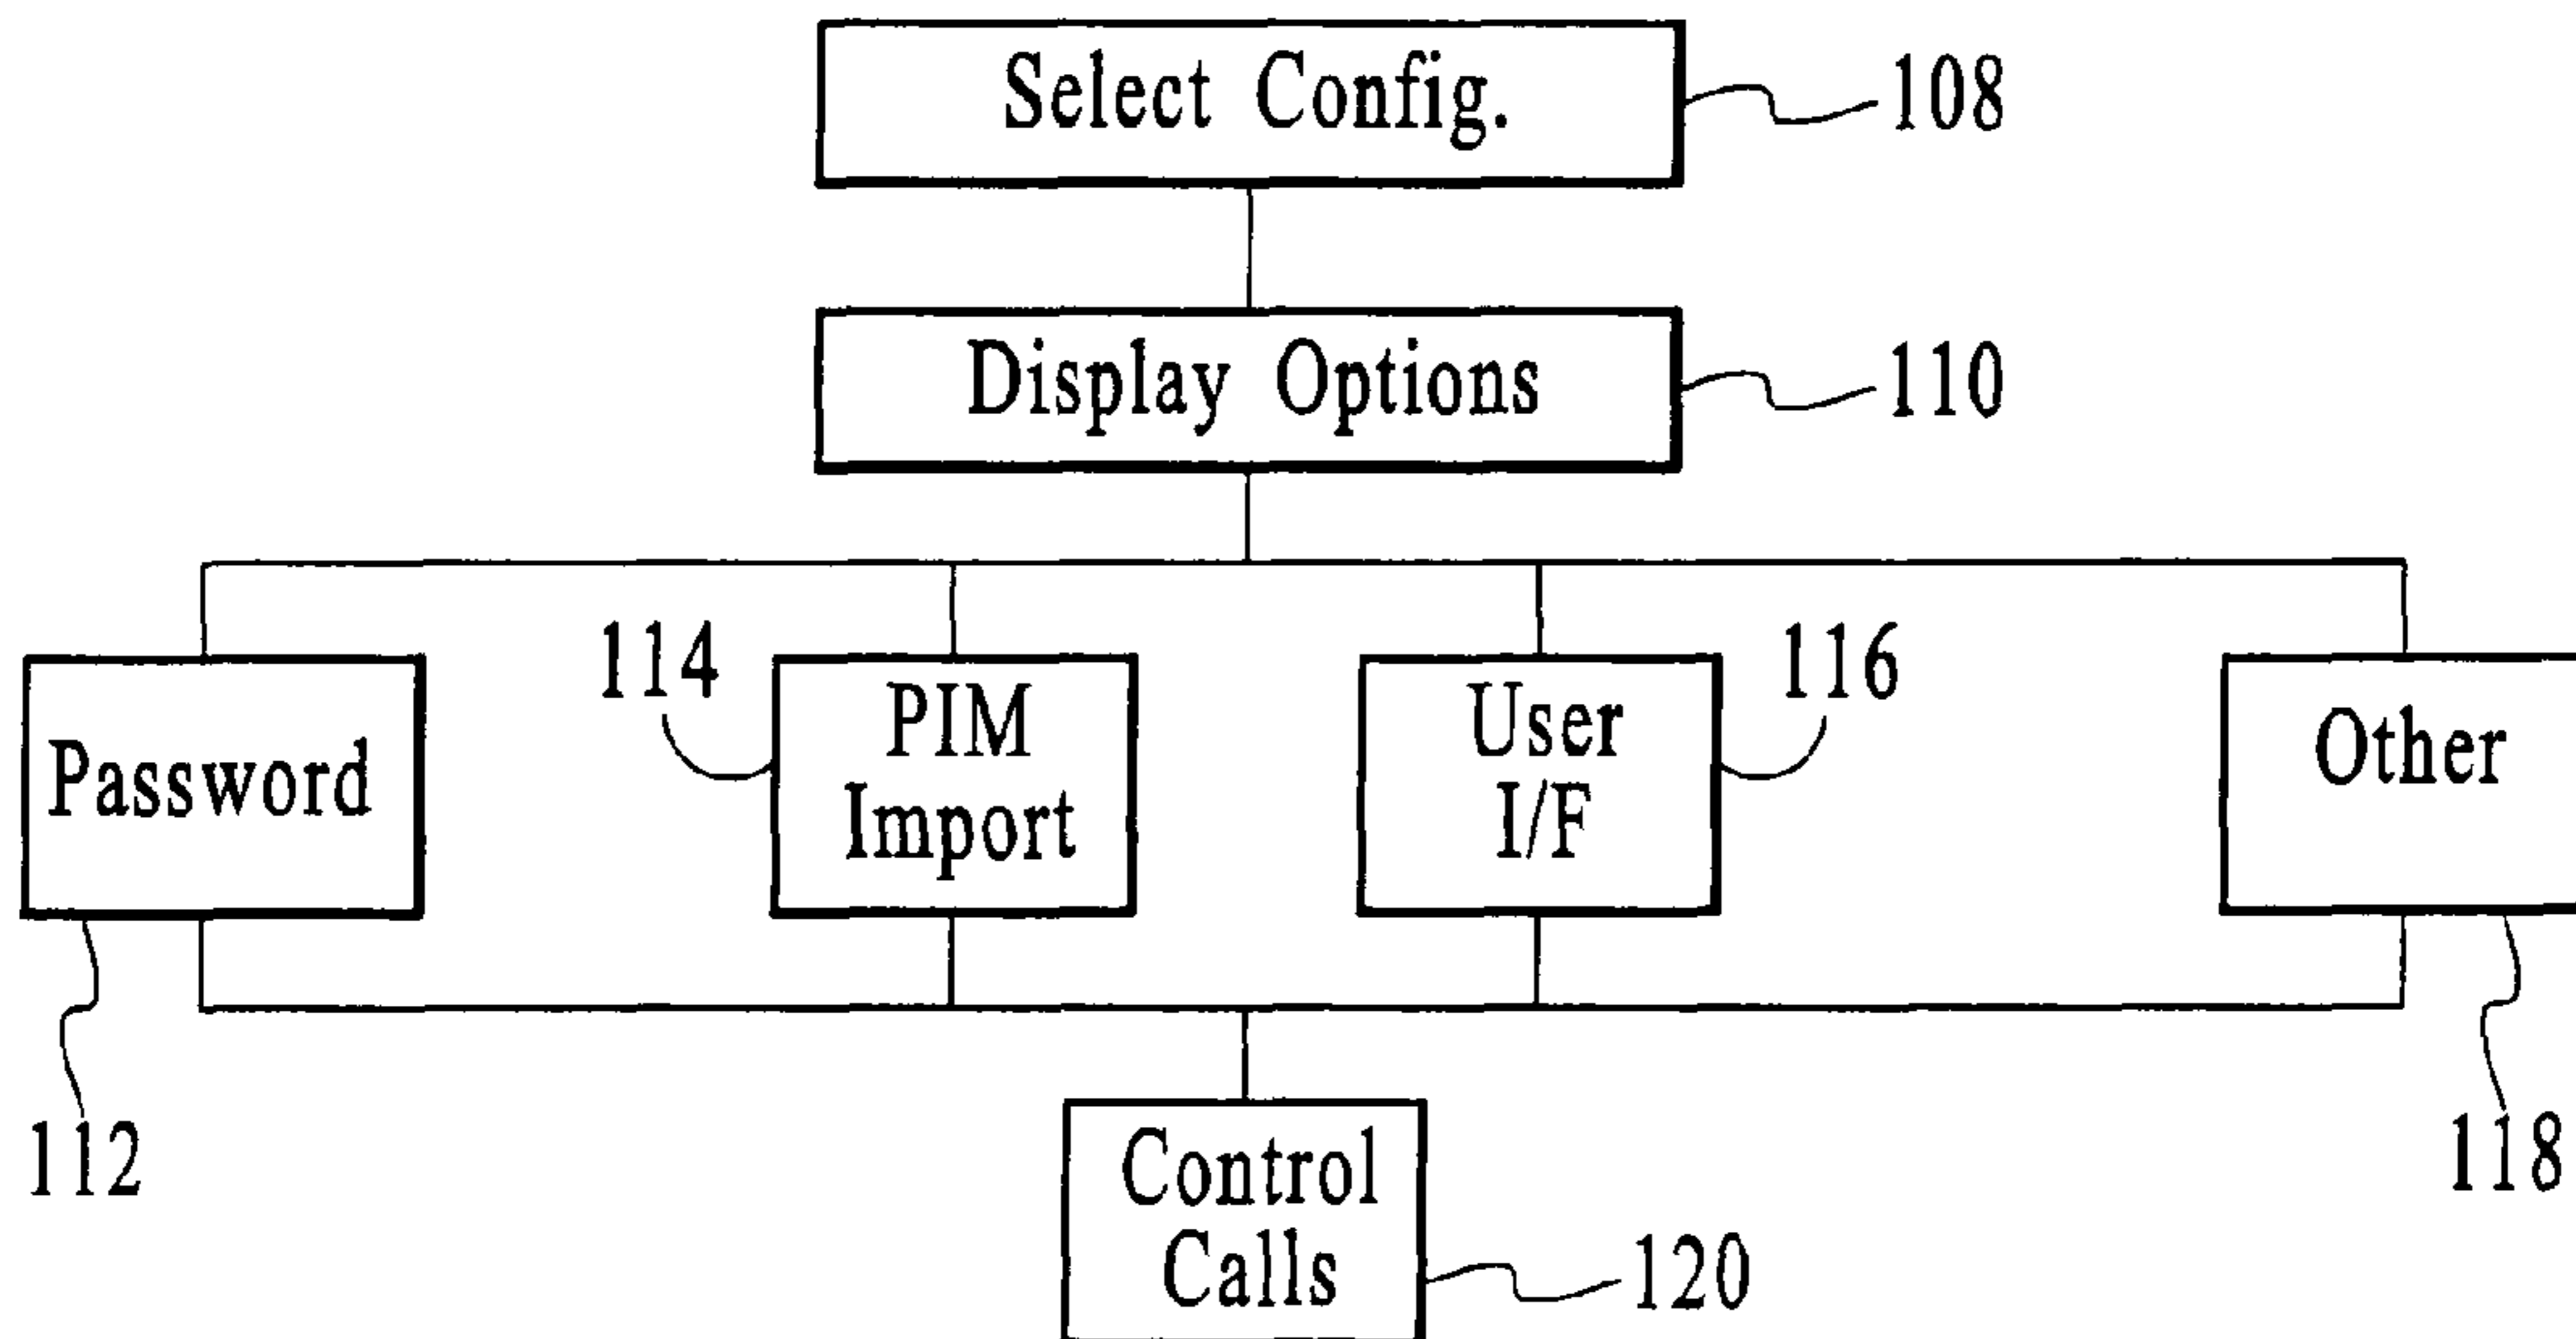 Select Config.
108
Display Options
110
114
116
Password
PIM
Import
User
I/F
Other
112
118
Control
Calls
120